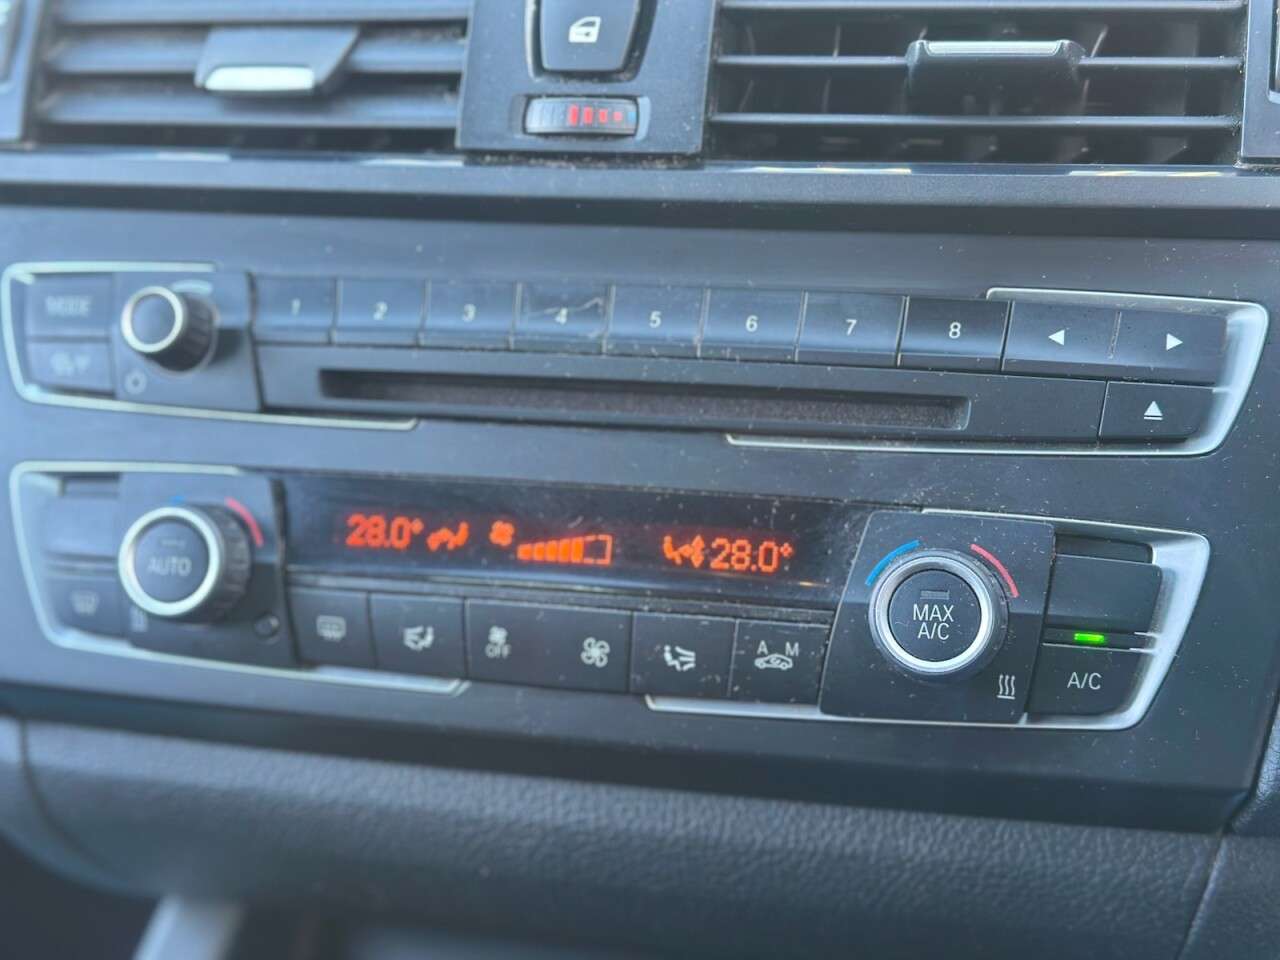 MODE
1 2 3 4 5 6 7 8
28.0° 28.0°
AUTO
MAX
A/C
OFF
A M
A/C